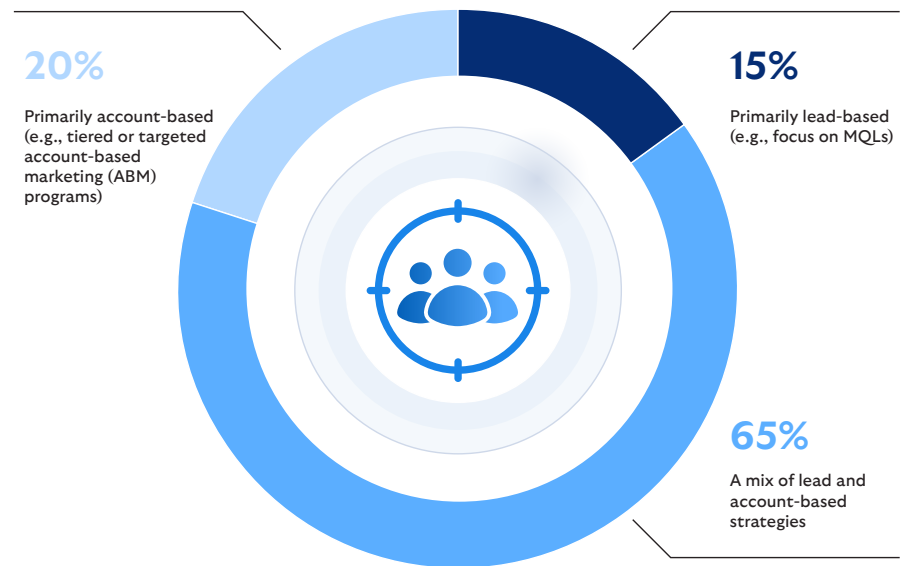 20%
Primarily account-based
(e.g., tiered or targeted
account-based
marketing (ABM)
programs)
15%
Primarily lead-based
(e.g., focus on MQLs)
65%
A mix of lead and
account-based
strategies